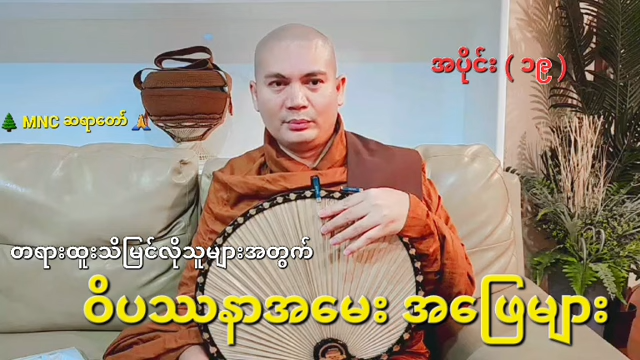 အပိုင်း ( ၁၉ )
🌲 MNC ဆရာတော် 🙏
တရားထူးသိမြင်လိုသူများအတွက်
ဝိပဿနာအမေး အဖြေများ